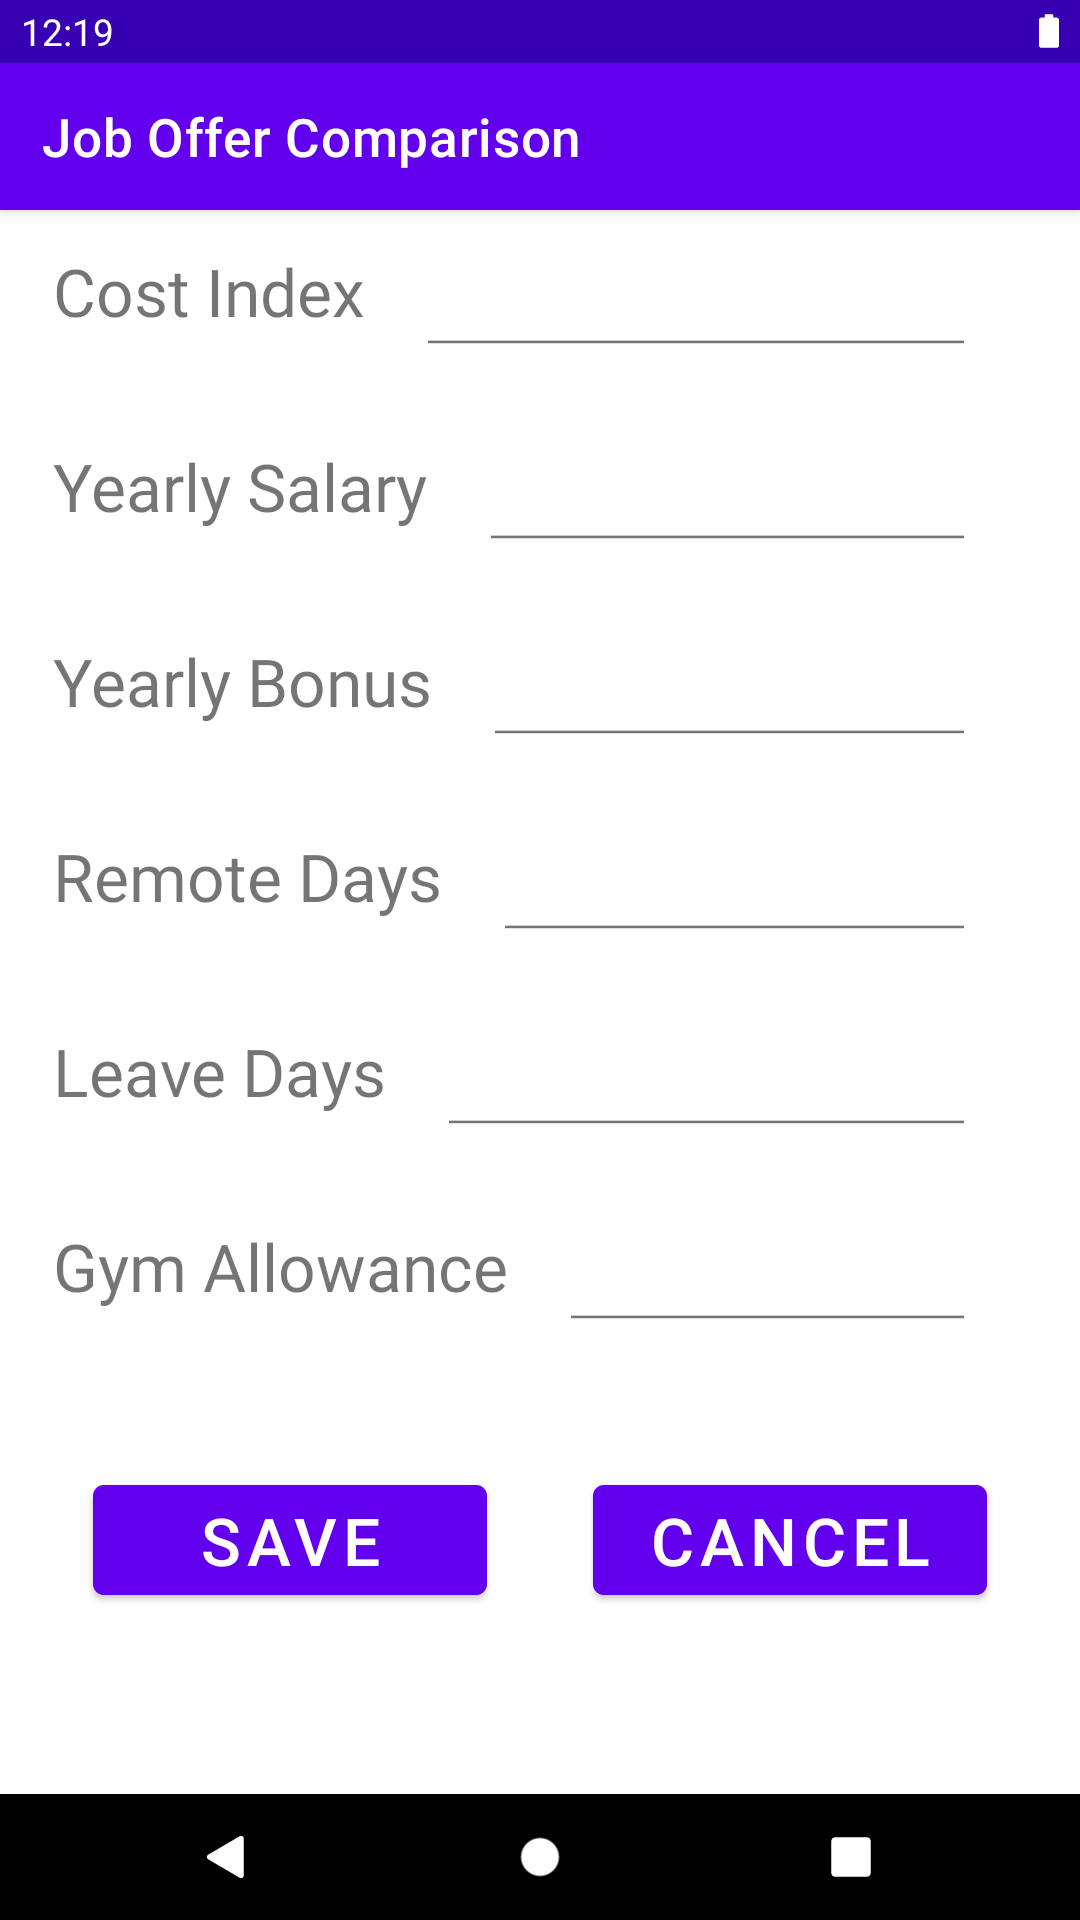 12:19
Job Offer Comparison
Cost Index
Yearly Salary
Yearly Bonus
Remote Days
Leave Days
Gym Allowance
SAVE CANCEL